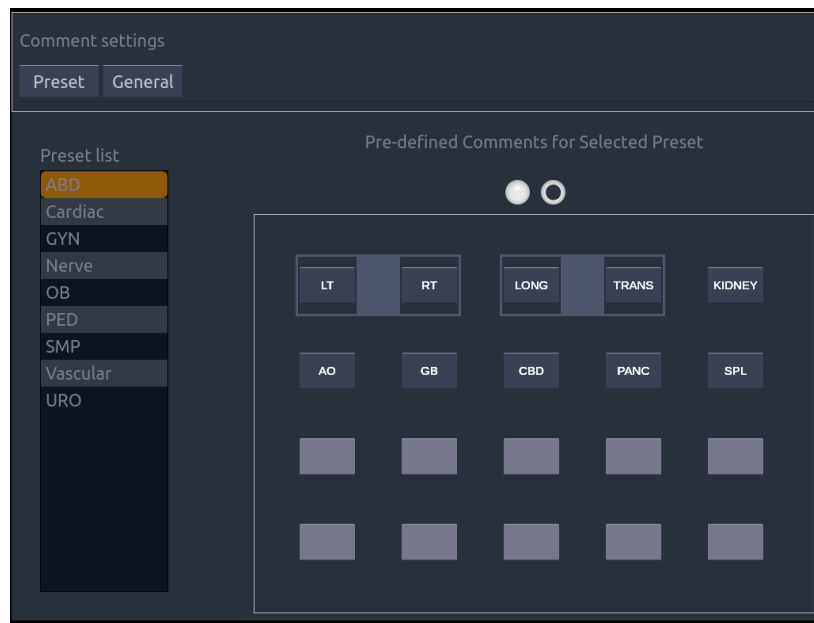 Comment settings
Preset General
Pre-defined Comments for Selected Preset
Preset list
ABD
Cardiac
GYN
Nerve
OB
PED
SMP
Vascular
URO
LT RT LONG TRANS KIDNEY
AO GB CBD PANC SPL